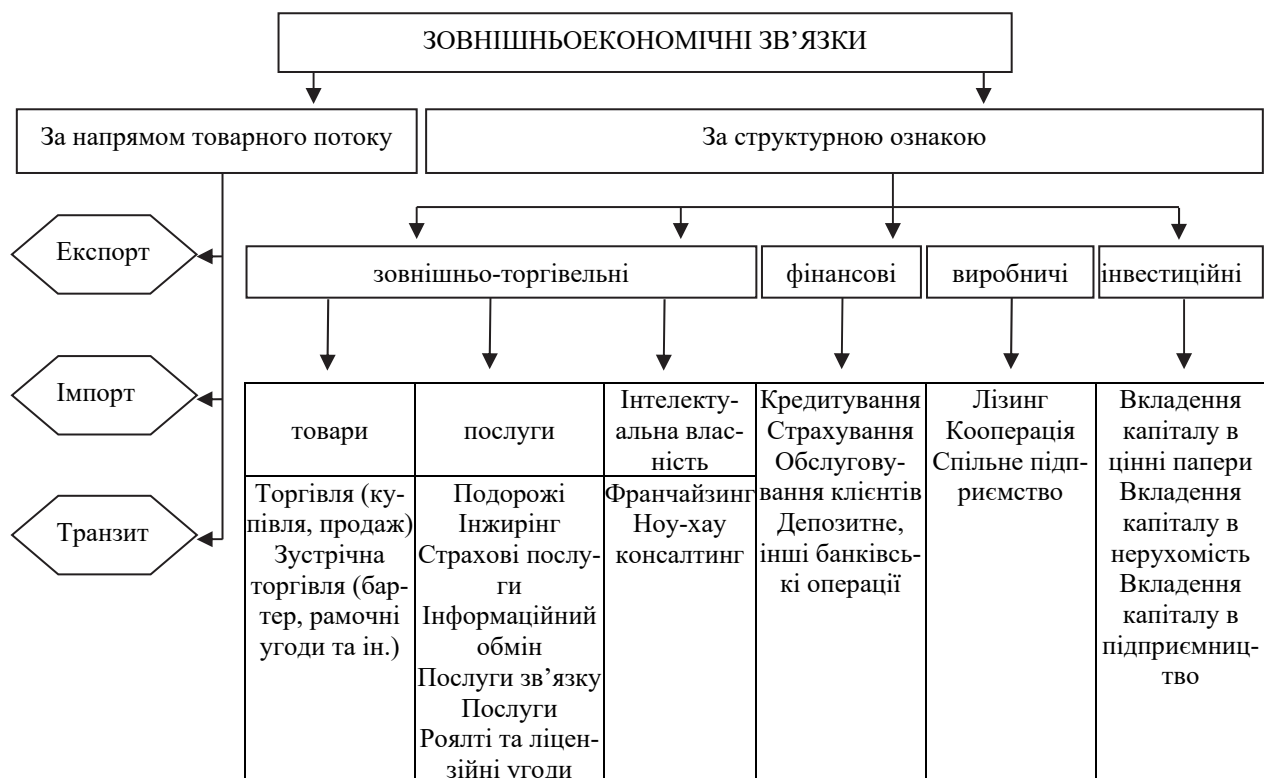 ЗОВНІШНЬОЕКОНОМІЧНІ ЗВ’ЯЗКИ
За напрямом товарного потоку
За структурною ознакою
Експорт
Імпорт
Транзит
зовнішньо-торгівельні
фінансові
виробничі
інвестиційні
товари
послуги
Інтелекту-
альна влас-
ність
Торгівля (ку-
півля, продаж)
Зустрічна
торгівля (бар-
тер, рамочні
угоди та ін.)
Подорожі
Інжирінг
Страхові послу-
ги
Інформаційний
обмін
Послуги зв’язку
Послуги
Роялті та ліцен-
зійні угоди
Франчайзинг
Ноу-хау
консалтинг
Кредитування
Страхування
Обслугову-
вання клієнтів
Депозитне,
інші банківсь-
кі операції
Лізинг
Кооперація
Спільне підп-
риємство
Вкладення
капіталу в
цінні папери
Вкладення
капіталу в
нерухомість
Вкладення
капіталу в
підприємниц-
тво